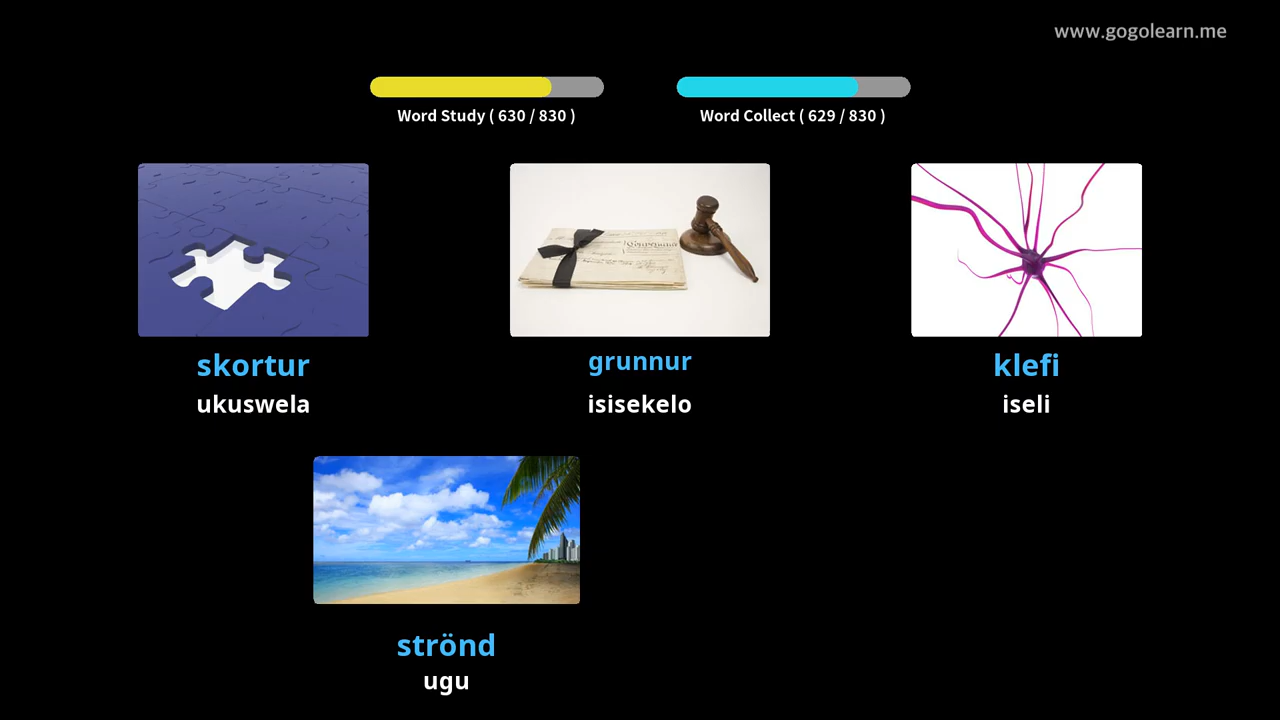 www.gogolearn.me
Word Study ( 630 / 830 )
Word Collect ( 629 / 830 )
skortur
ukuswela
grunnur
isisekelo
klefi
iseli
strönd
ugu